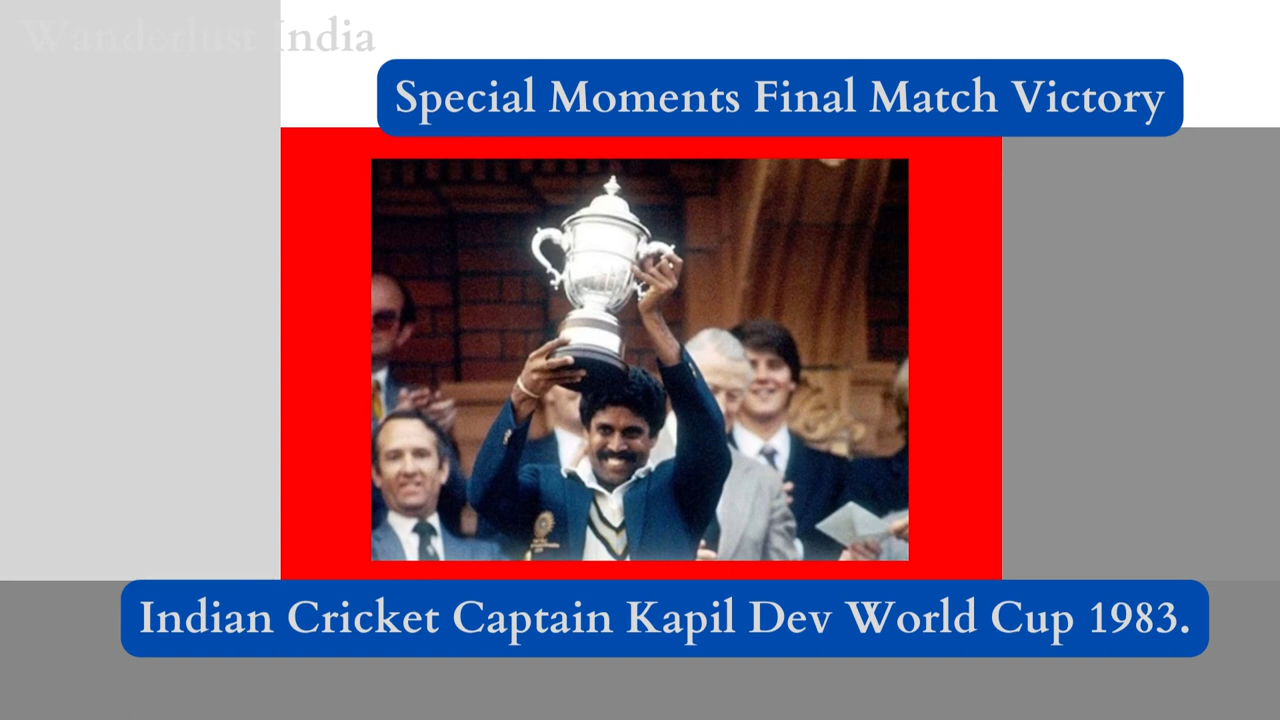 Wanderlust India
Special Moments Final Match Victory
Indian Cricket Captain Kapil Dev World Cup 1983.